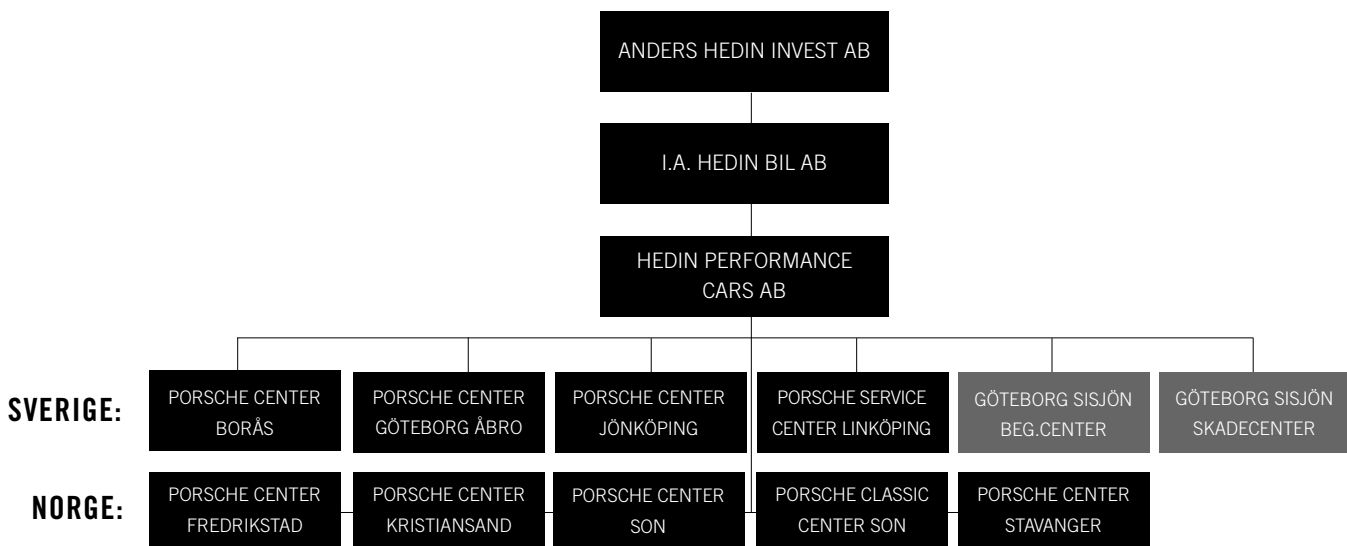 ANDERS HEDIN INVEST AB
I.A. HEDIN BIL AB
HEDIN PERFORMANCE
CARS AB
SVERIGE:
PORSCHE CENTER
BORÅS
PORSCHE CENTER
GÖTEBORG ÅBRO
PORSCHE CENTER
JÖNKÖPING
PORSCHE SERVICE
CENTER LINKÖPING
GÖTEBORG SISJÖN
BEG.CENTER
GÖTEBORG SISJÖN
SKADECENTER
NORGE:
PORSCHE CENTER
FREDRIKSTAD
PORSCHE CENTER
KRISTIANSAND
PORSCHE CENTER
SON
PORSCHE CLASSIC
CENTER SON
PORSCHE CENTER
STAVANGER